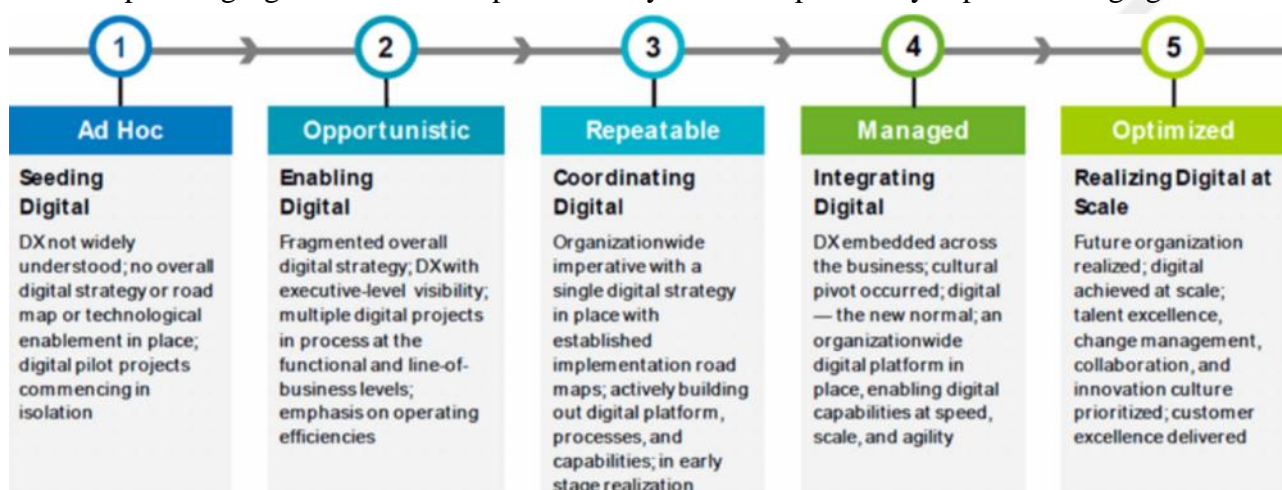 1
2
3
4
5
Ad Hoc
Seeding
Digital
DX not widely
understood; no overall
digital strategy or road
map or technological
enablement in place;
digital pilot projects
commencing in
isolation
Opportunistic
Enabling
Digital
Fragmented overall
digital strategy; DX with
executive-level visibility;
multiple digital projects
in process at the
functional and line-of-
business levels;
emphasis on operating
efficiencies
Repeatable
Coordinating
Digital
Organizationwide
imperative with a
single digital strategy
in place with
established
implementation road
maps; actively building
out digital platform,
processes, and
capabilities; in early
stage realization
Managed
Integrating
Digital
DX embedded across
the business; cultural
pivot occurred; digital
— the new normal; an
organizationwide
digital platform in
place, enabling digital
capabilities at speed,
scale, and agility
Optimized
Realizing Digital at
Scale
Future organization
realized; digital
achieved at scale;
talent excellence,
change management,
collaboration, and
innovation culture
prioritized; customer
excellence delivered